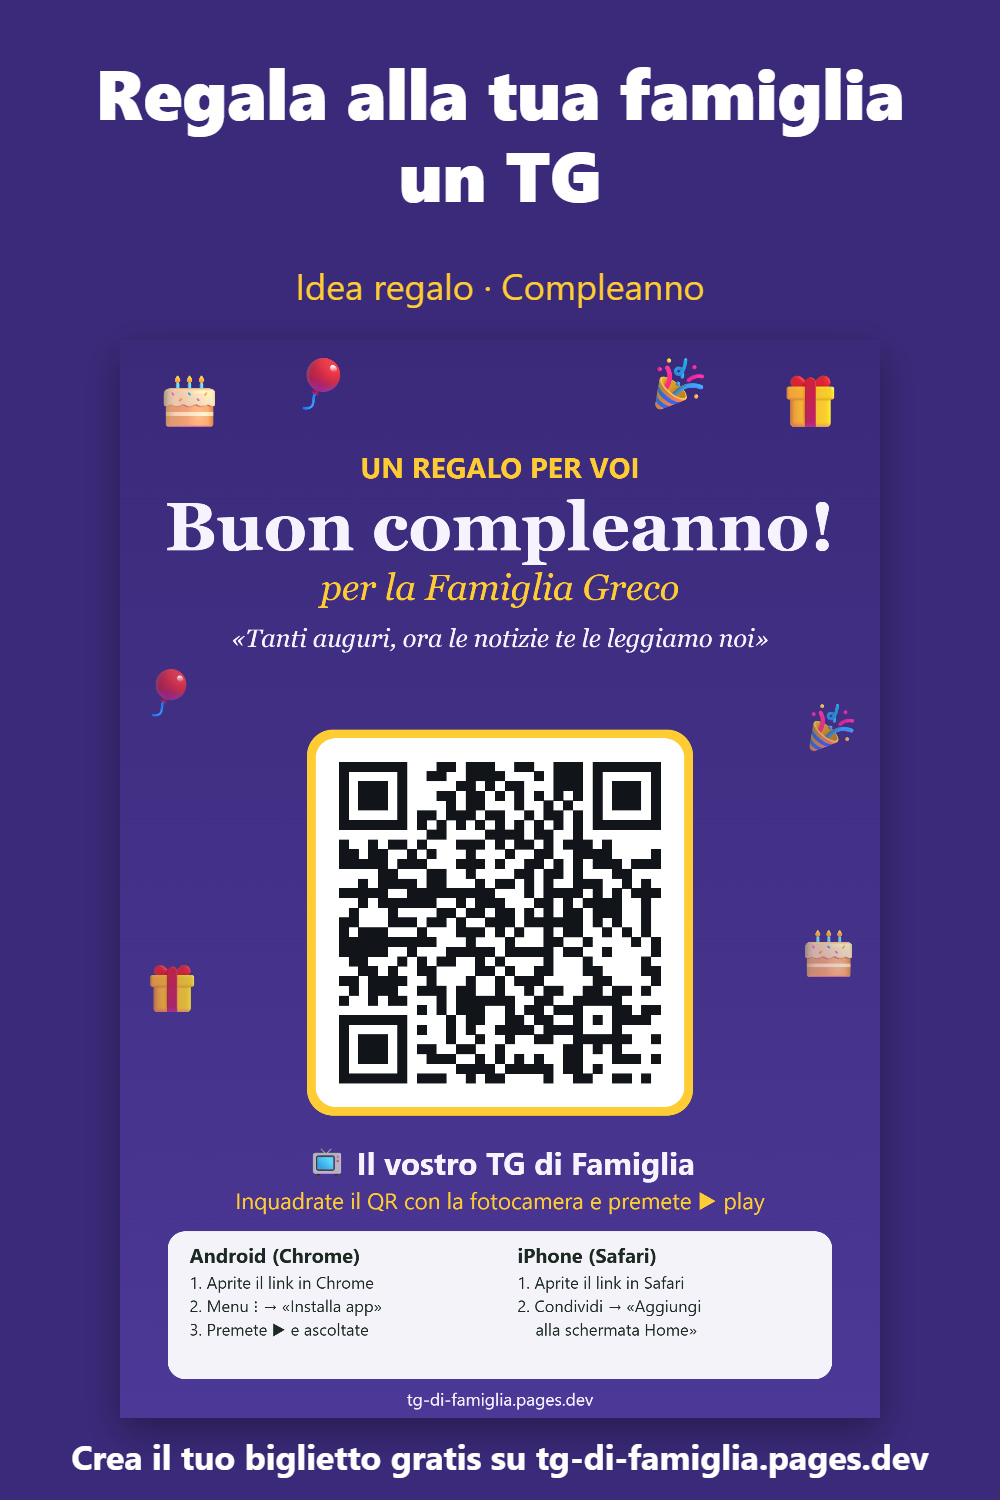 Regala alla tua famiglia
un TG
Idea regalo · Compleanno
UN REGALO PER VOI
Buon compleanno!
per la Famiglia Greco
«Tanti auguri, ora le notizie te le leggiamo noi»
Il vostro TG di Famiglia
Inquadrate il QR con la fotocamera e premete ▶ play
Android (Chrome)
1. Aprite il link in Chrome
2. Menu ⋮ → «Installa app»
3. Premete ▶ e ascoltate
iPhone (Safari)
1. Aprite il link in Safari
2. Condividi → «Aggiungi
alla schermata Home»
tg-di-famiglia.pages.dev
Crea il tuo biglietto gratis su tg-di-famiglia.pages.dev